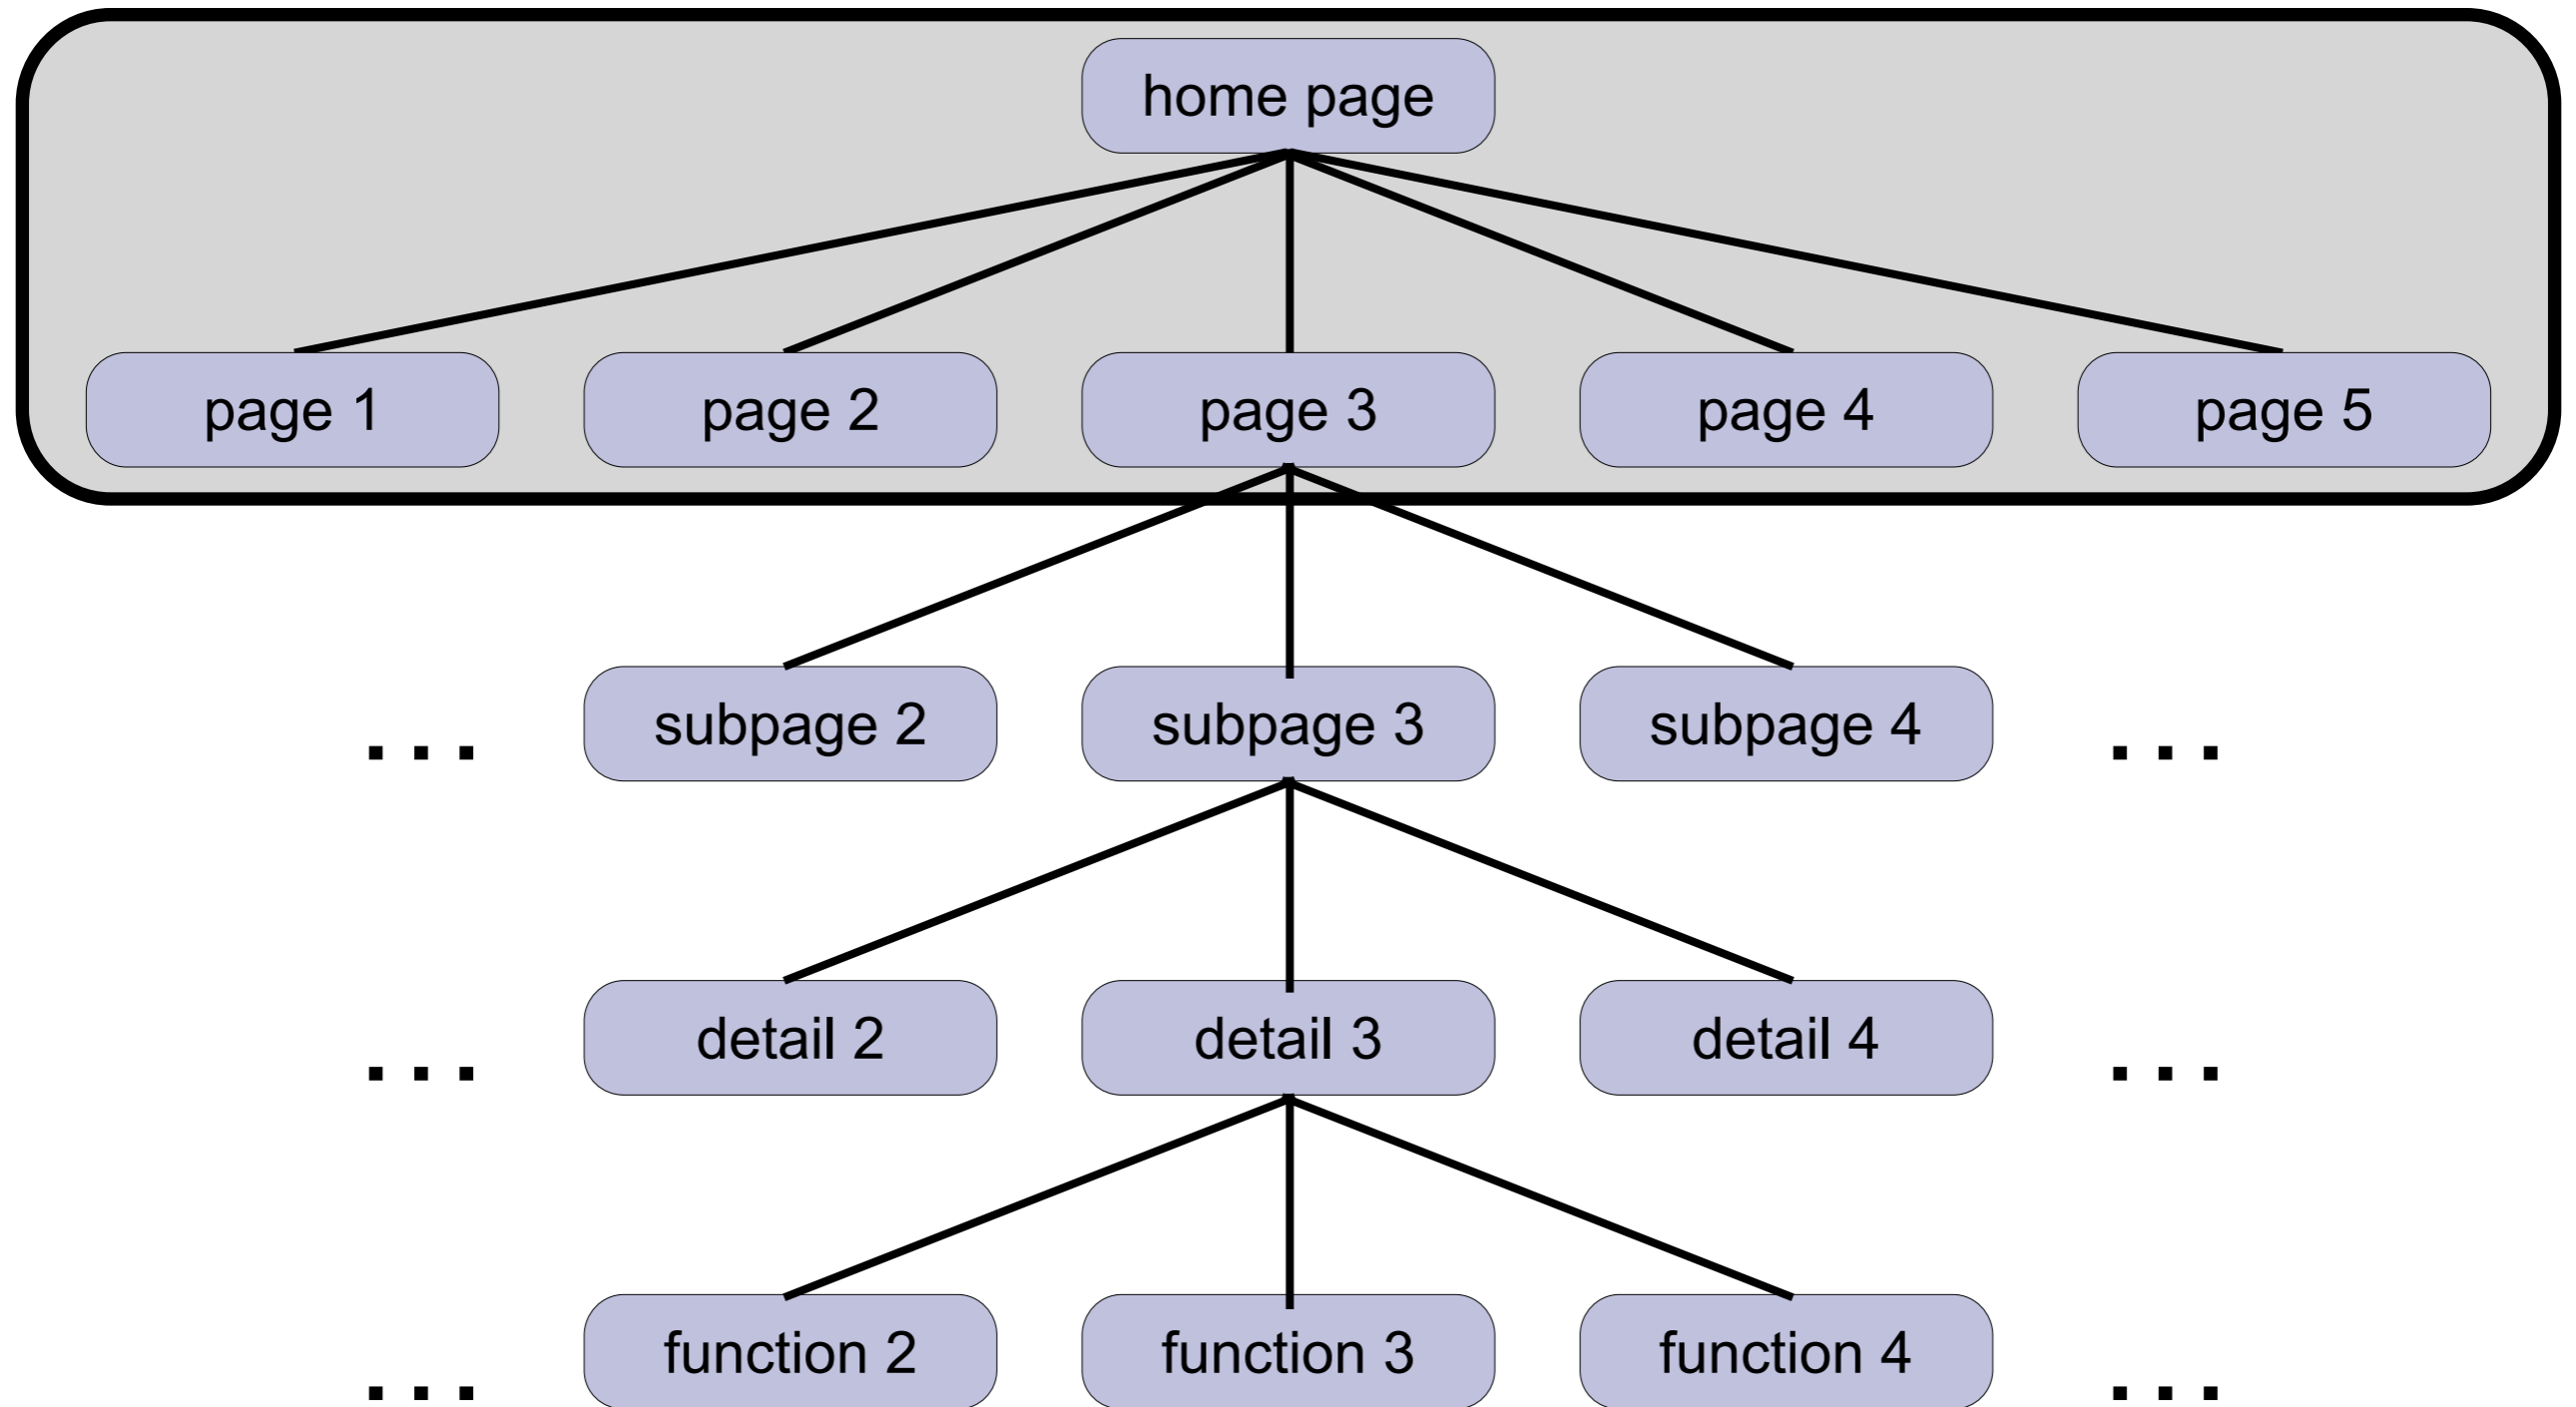 home page
page 1 page 2 page 3 page 4 page 5
... subpage 2 subpage 3 subpage 4 ...
... detail 2 detail 3 detail 4 ...
... function 2 function 3 function 4 ...